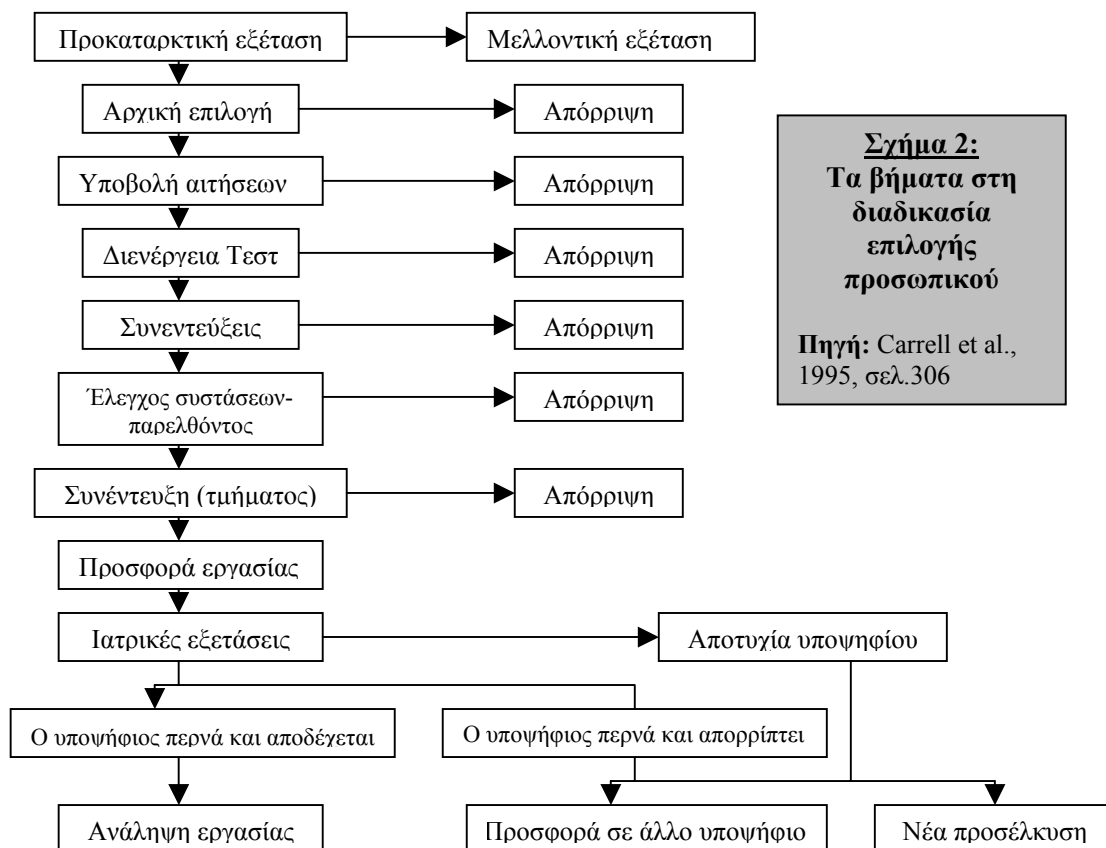 Προκαταρκτική εξέταση
Μελλοντική εξέταση
Αρχική επιλογή
Απόρριψη
Υποβολή αιτήσεων
Απόρριψη
Διενέργεια Τεστ
Απόρριψη
Συνεντεύξεις
Απόρριψη
Έλεγχος συστάσεων-
παρελθόντος
Απόρριψη
Συνέντευξη (τμήματος)
Απόρριψη
Προσφορά εργασίας
Ιατρικές εξετάσεις
Αποτυχία υποψηφίου
Ο υποψήφιος περνά και αποδέχεται
Ο υποψήφιος περνά και απορρίπτει
Ανάληψη εργασίας
Προσφορά σε άλλο υποψήφιο
Νέα προσέλκυση
Σχήμα 2:
Τα βήματα στη
διαδικασία
επιλογής
προσωπικού
Πηγή: Carrell et al.,
1995, σελ.306